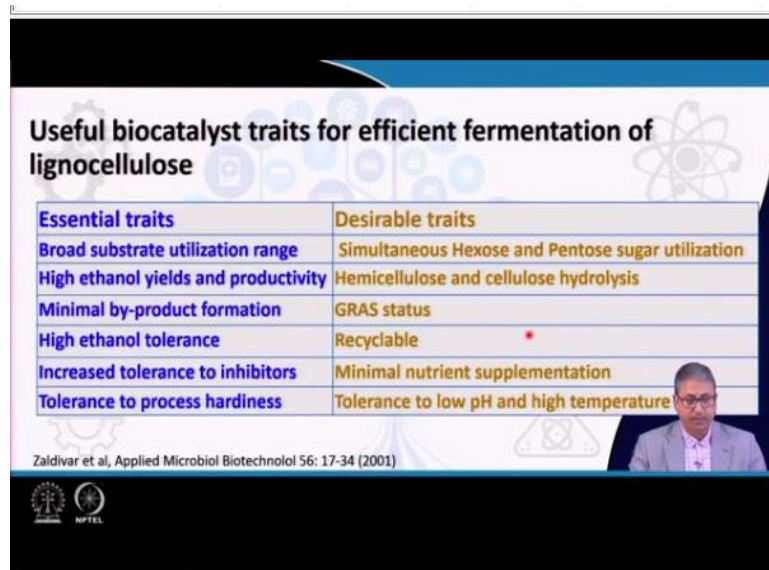 Useful biocatalyst traits for efficient fermentation of
lignocellulose
Essential traits Desirable traits
Broad substrate utilization range Simultaneous Hexose and Pentose sugar utilization
High ethanol yields and productivity Hemicellulose and cellulose hydrolysis
Minimal by-product formation GRAS status
High ethanol tolerance Recyclable
Increased tolerance to inhibitors Minimal nutrient supplementation
Tolerance to process hardiness Tolerance to low pH and high temperature
Zaldivar et al, Applied Microbiol Biotechnolol 56: 17-34 (2001)
NPTEL